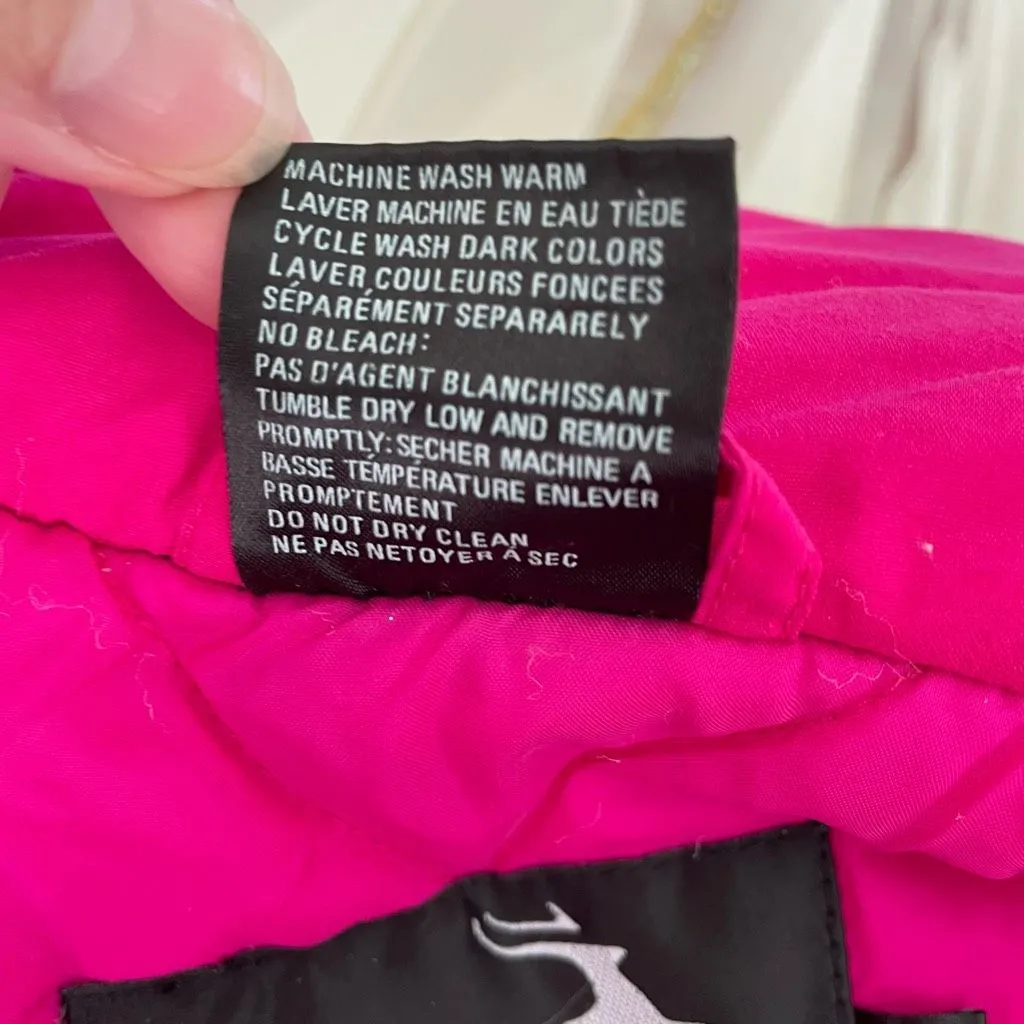 MACHINE WASH WARM
LAVER MACHINE EN EAU TIÈDE
CYCLE WASH DARK COLORS
LAVER, COULEURS FONCEES
SÉPARÉMENT SEPARARELY
NO BLEACH:
PAS D'AGENT BLANCHISSANT
TUMBLE DRY LOW AND REMOVE
PROMPTLY: SECHER MACHINE A
BASSE TÉMPÉRATURE ENLEVER
PROMPTEMENT
DO NOT DRY CLEAN
NE PAS NETOYER À SEC